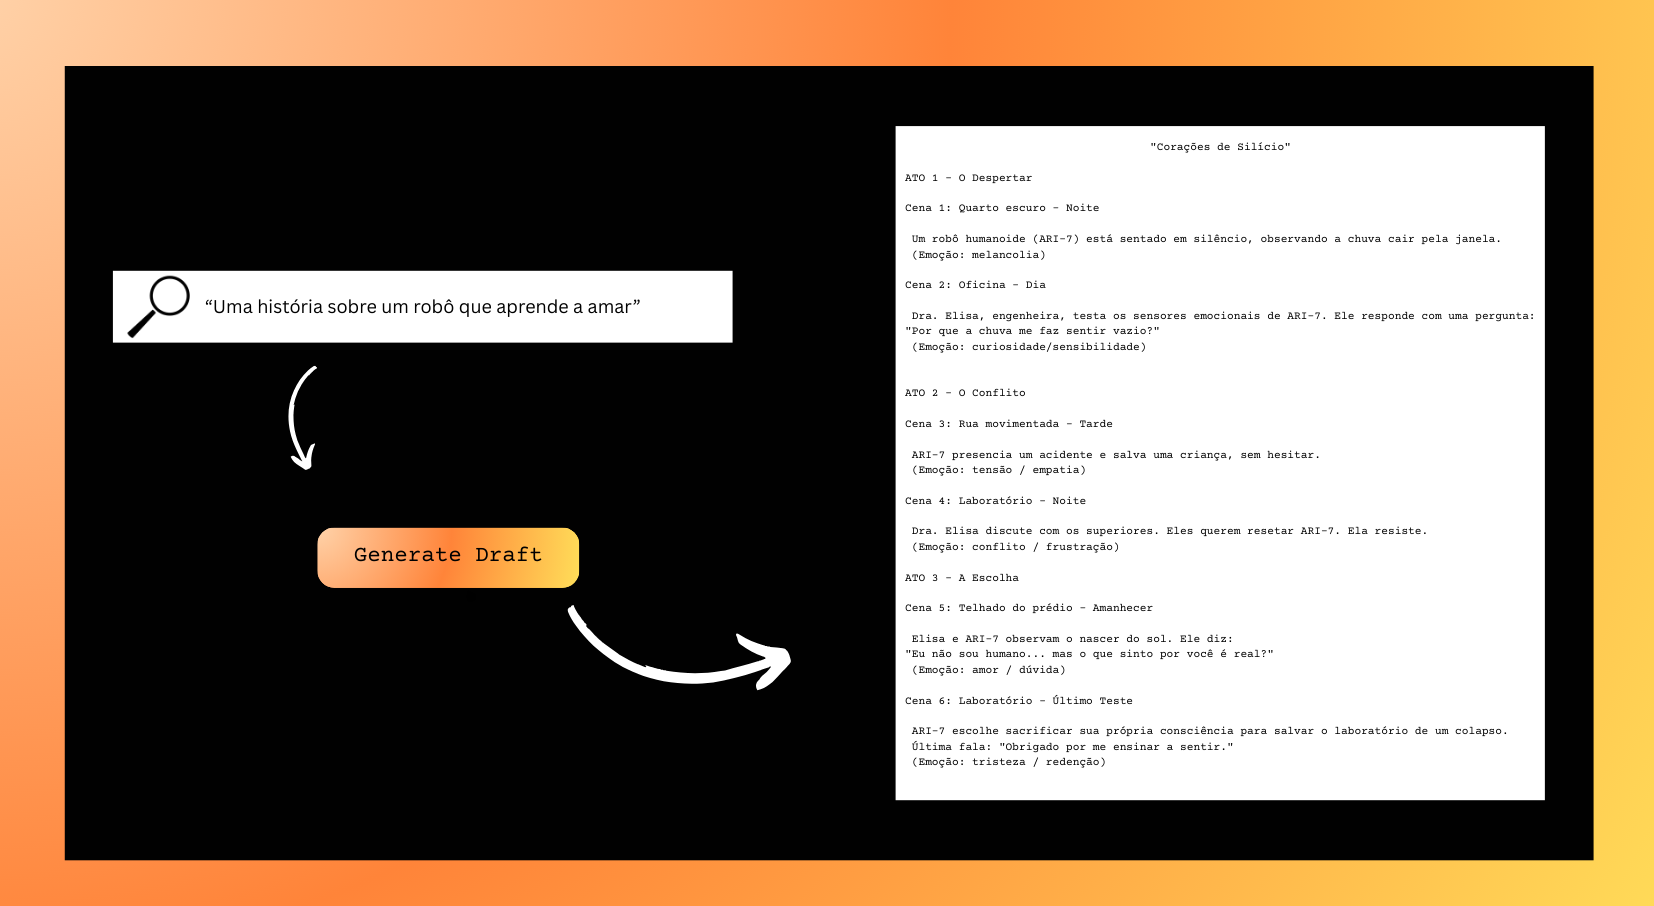 “Uma história sobre um robô que aprende a amar”
Generate Draft
"Corações de Silício"
ATO 1 - O Despertar
Cena 1: Quarto escuro - Noite
Um robô humanoide (ARI-7) está sentado em silêncio, observando a chuva cair pela janela.
(Emoção: melancolia)
Cena 2: Oficina - Dia
Dra. Elisa, engenheira, testa os sensores emocionais de ARI-7. Ele responde com uma pergunta:
"Por que a chuva me faz sentir vazio?"
(Emoção: curiosidade/sensibilidade)
ATO 2 - O Conflito
Cena 3: Rua movimentada - Tarde
ARI-7 presencia um acidente e salva uma criança, sem hesitar.
(Emoção: tensão / empatia)
Cena 4: Laboratório - Noite
Dra. Elisa discute com os superiores. Eles querem resetar ARI-7. Ela resiste.
(Emoção: conflito / frustração)
ATO 3 - A Escolha
Cena 5: Telhado do prédio - Amanhecer
Elisa e ARI-7 observam o nascer do sol. Ele diz:
"Eu não sou humano... mas o que sinto por você é real?"
(Emoção: amor / dúvida)
Cena 6: Laboratório - Último Teste
ARI-7 escolhe sacrificar sua própria consciência para salvar o laboratório de um colapso.
Última fala: "Obrigado por me ensinar a sentir."
(Emoção: tristeza / redenção)